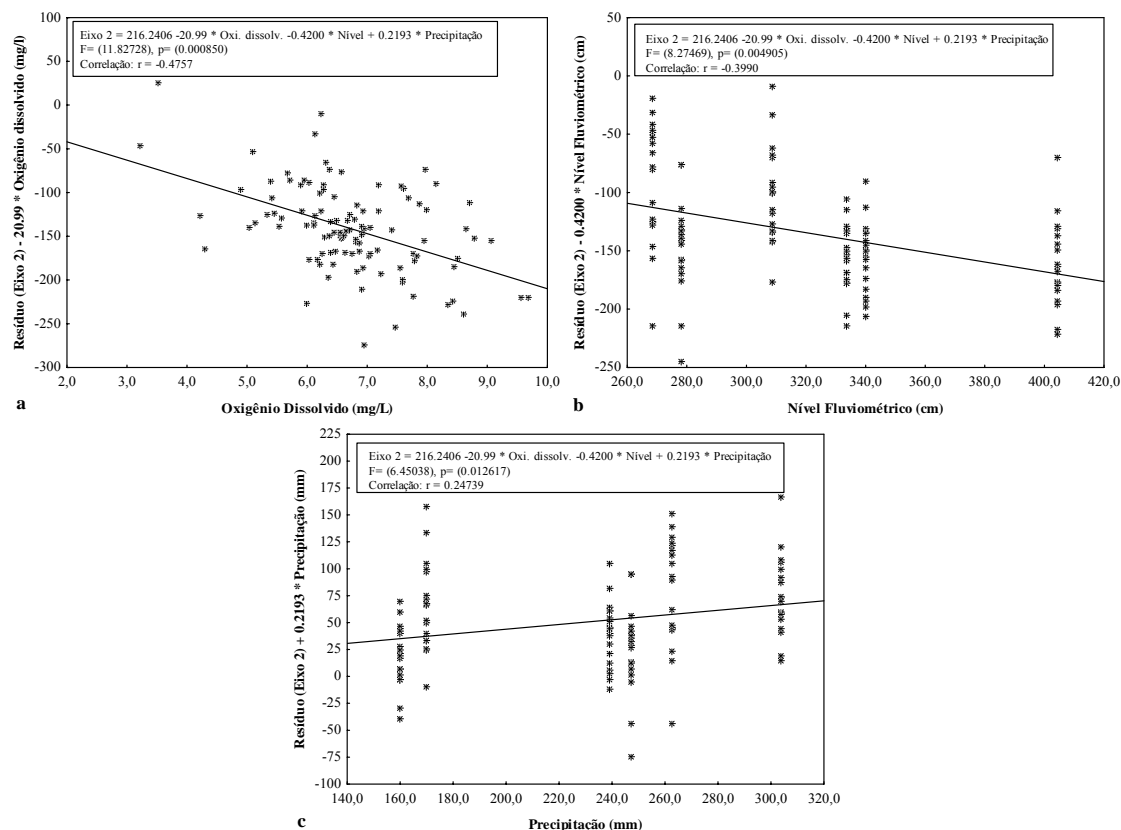 Eixo 2 = 216.2406 -20.99 * Oxi. dissolv. -0.4200 * Nível + 0.2193 * Precipitação
F= (11.82728), p= (0.000850)
Correlação: r = -0.4757
Resíduo (Eixo 2) - 20.99 * Oxigênio dissolvido (mg/l)
100
50
0
-50
-100
-150
-200
-250
-300
2,0 3,0 4,0 5,0 6,0 7,0 8,0 9,0 10,0
a
Oxigênio Dissolvido (mg/L)
Eixo 2 = 216.2406 -20.99 * Oxi. dissolv. -0.4200 * Nível + 0.2193 * Precipitação
F= (8.27469), p= (0.004905)
Correlação: r = -0.3990
Resíduo (Eixo 2) - 0.4200 * Nível Fluviométrico (cm)
50
0
-50
-100
-150
-200
-250
260,0 280,0 300,0 320,0 340,0 360,0 380,0 400,0 420,0
b
Nível Fluviométrico (cm)
Eixo 2 = 216.2406 -20.99 * Oxi. dissolv. -0.4200 * Nível + 0.2193 * Precipitação
F= (6.45038), p= (0.012617)
Correlação: r 0.24739
Resíduo (Eixo 2) + 0.2193 * Precipitação (mm)
225
200
175
150
125
100
75
50
25
0
-25
-50
-75
-100
140,0 160,0 180,0 200,0 220,0 240,0 260,0 280,0 300,0 320,0
c
Precipitação (mm)